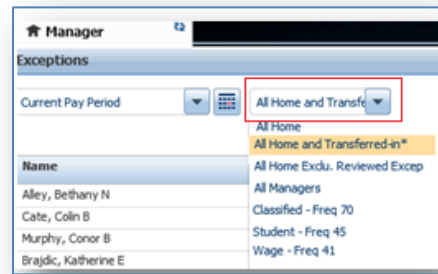 Manager
Exceptions
Current Pay Period
All Home and Transfe
All Home
All Home and Transferred-in*
All Home Exclu. Reviewed Excep
All Managers
Classified - Freq 70
Student - Freq 45
Wage - Freq 41
Name
Alley, Bethany N
Cate, Colin B
Murphy, Conor B
Brajdic, Katherine E